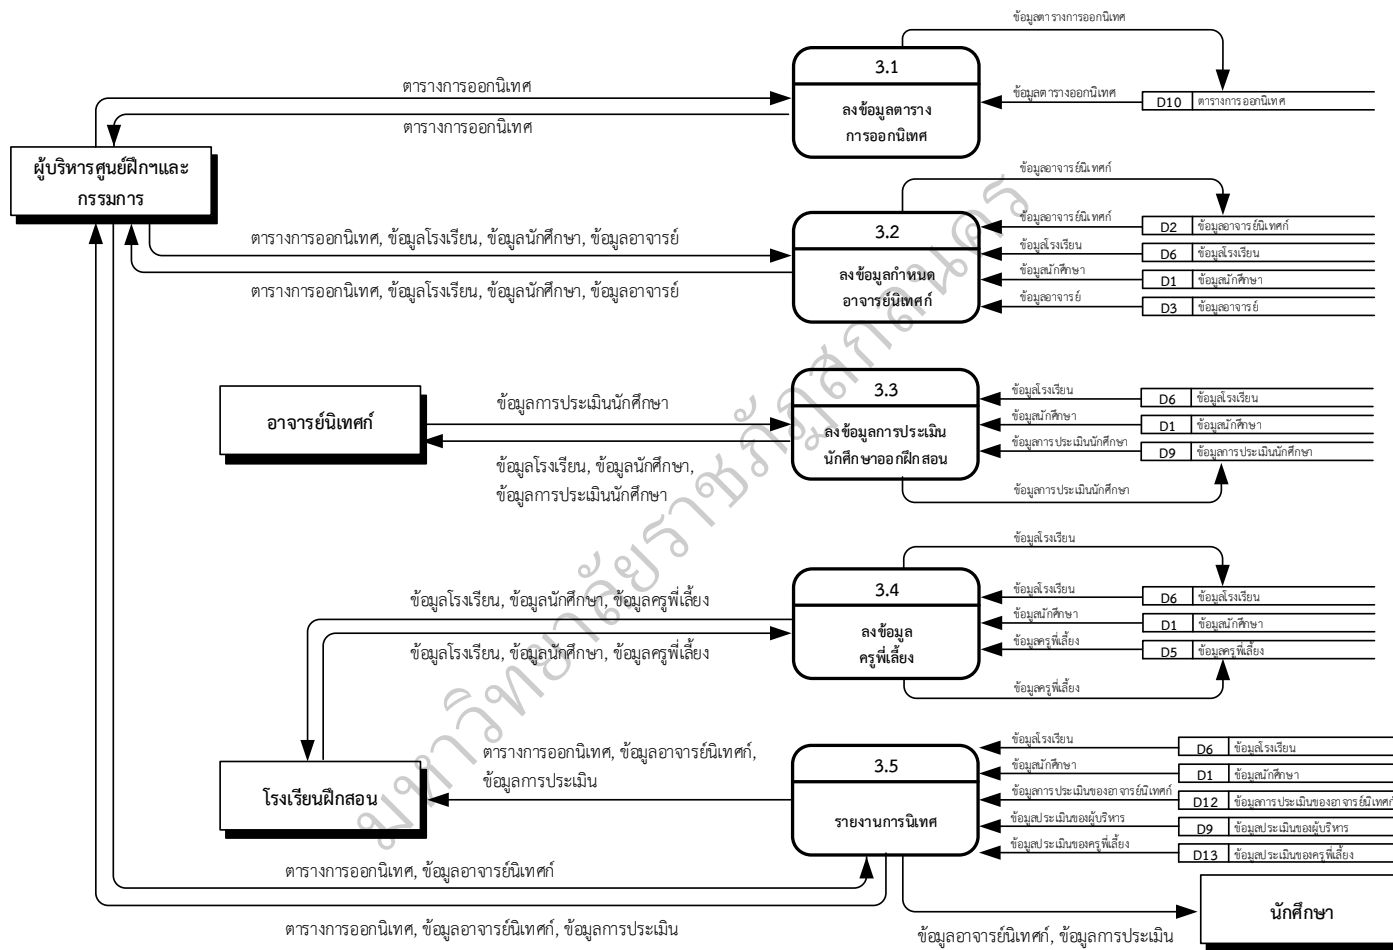 ข้อมูลตารางการออกนิเทศ
3.1
ลงข้อมูลตาราง
การออกนิเทศ
ตารางการออกนิเทศ
ตารางการออกนิเทศ
ข้อมูลตารางออกนิเทศ
D10 ตารางการออกนิเทศ
ผู้บริหารศูนย์ฝึกฯและ
กรรมการ
ข้อมูลอาจารย์นิเทศก์
3.2
ลงข้อมูลกำหนด
อาจารย์นิเทศก์
ตารางการออกนิเทศ, ข้อมูลโรงเรียน, ข้อมูลนักศึกษา, ข้อมูลอาจารย์
ตารางการออกนิเทศ, ข้อมูลโรงเรียน, ข้อมูลนักศึกษา, ข้อมูลอาจารย์
ข้อมูลอาจารย์นิเทศก์
D2 ข้อมูลอาจารย์นิเทศก์
ข้อมูลโรงเรียน
D6 ข้อมูลโรงเรียน
ข้อมูลนักศึกษา
D1 ข้อมูลนักศึกษา
ข้อมูลอาจารย์
D3 ข้อมูลอาจารย์
อาจารย์นิเทศก์
ข้อมูลการประเมินนักศึกษา
ข้อมูลโรงเรียน, ข้อมูลนักศึกษา,
ข้อมูลการประเมินนักศึกษา
3.3
ลงข้อมูลการประเมิน
นักศึกษาออกฝึกสอน
ข้อมูลโรงเรียน
D6 ข้อมูลโรงเรียน
ข้อมูลนักศึกษา
D1 ข้อมูลนักศึกษา
ข้อมูลการประเมินนักศึกษา
D9 ข้อมูลการประเมินนักศึกษา
ข้อมูลการประเมินนักศึกษา
ข้อมูลโรงเรียน
3.4
ลงข้อมูล
ครูพี่เลี้ยง
ข้อมูลโรงเรียน, ข้อมูลนักศึกษา, ข้อมูลครูพี่เลี้ยง
ข้อมูลโรงเรียน, ข้อมูลนักศึกษา, ข้อมูลครูพี่เลี้ยง
ข้อมูลโรงเรียน
D6 ข้อมูลโรงเรียน
ข้อมูลนักศึกษา
D1 ข้อมูลนักศึกษา
ข้อมูลครูพี่เลี้ยง
D5 ข้อมูลครูพี่เลี้ยง
ข้อมูลครูพี่เลี้ยง
โรงเรียนฝึกสอน
ตารางการออกนิเทศ, ข้อมูลอาจารย์นิเทศก์,
ข้อมูลการประเมิน
3.5
รายงานการนิเทศ
ข้อมูลโรงเรียน
D6 ข้อมูลโรงเรียน
ข้อมูลนักศึกษา
D1 ข้อมูลนักศึกษา
ข้อมูลการประเมินของอาจารย์นิเทศก์
D12 ข้อมูลการประเมินของอาจารย์นิเทศก์
ข้อมูลประเมินของผู้บริหาร
D9 ข้อมูลประเมินของผู้บริหาร
ข้อมูลประเมินของครูพี่เลี้ยง
D13 ข้อมูลประเมินของครูพี่เลี้ยง
ตารางการออกนิเทศ, ข้อมูลอาจารย์นิเทศก์
ตารางการออกนิเทศ, ข้อมูลอาจารย์นิเทศก์, ข้อมูลการประเมิน
นักศึกษา
ข้อมูลอาจารย์นิเทศก์, ข้อมูลการประเมิน
มหาวิทยาลัยราชภัฏสกลนคร